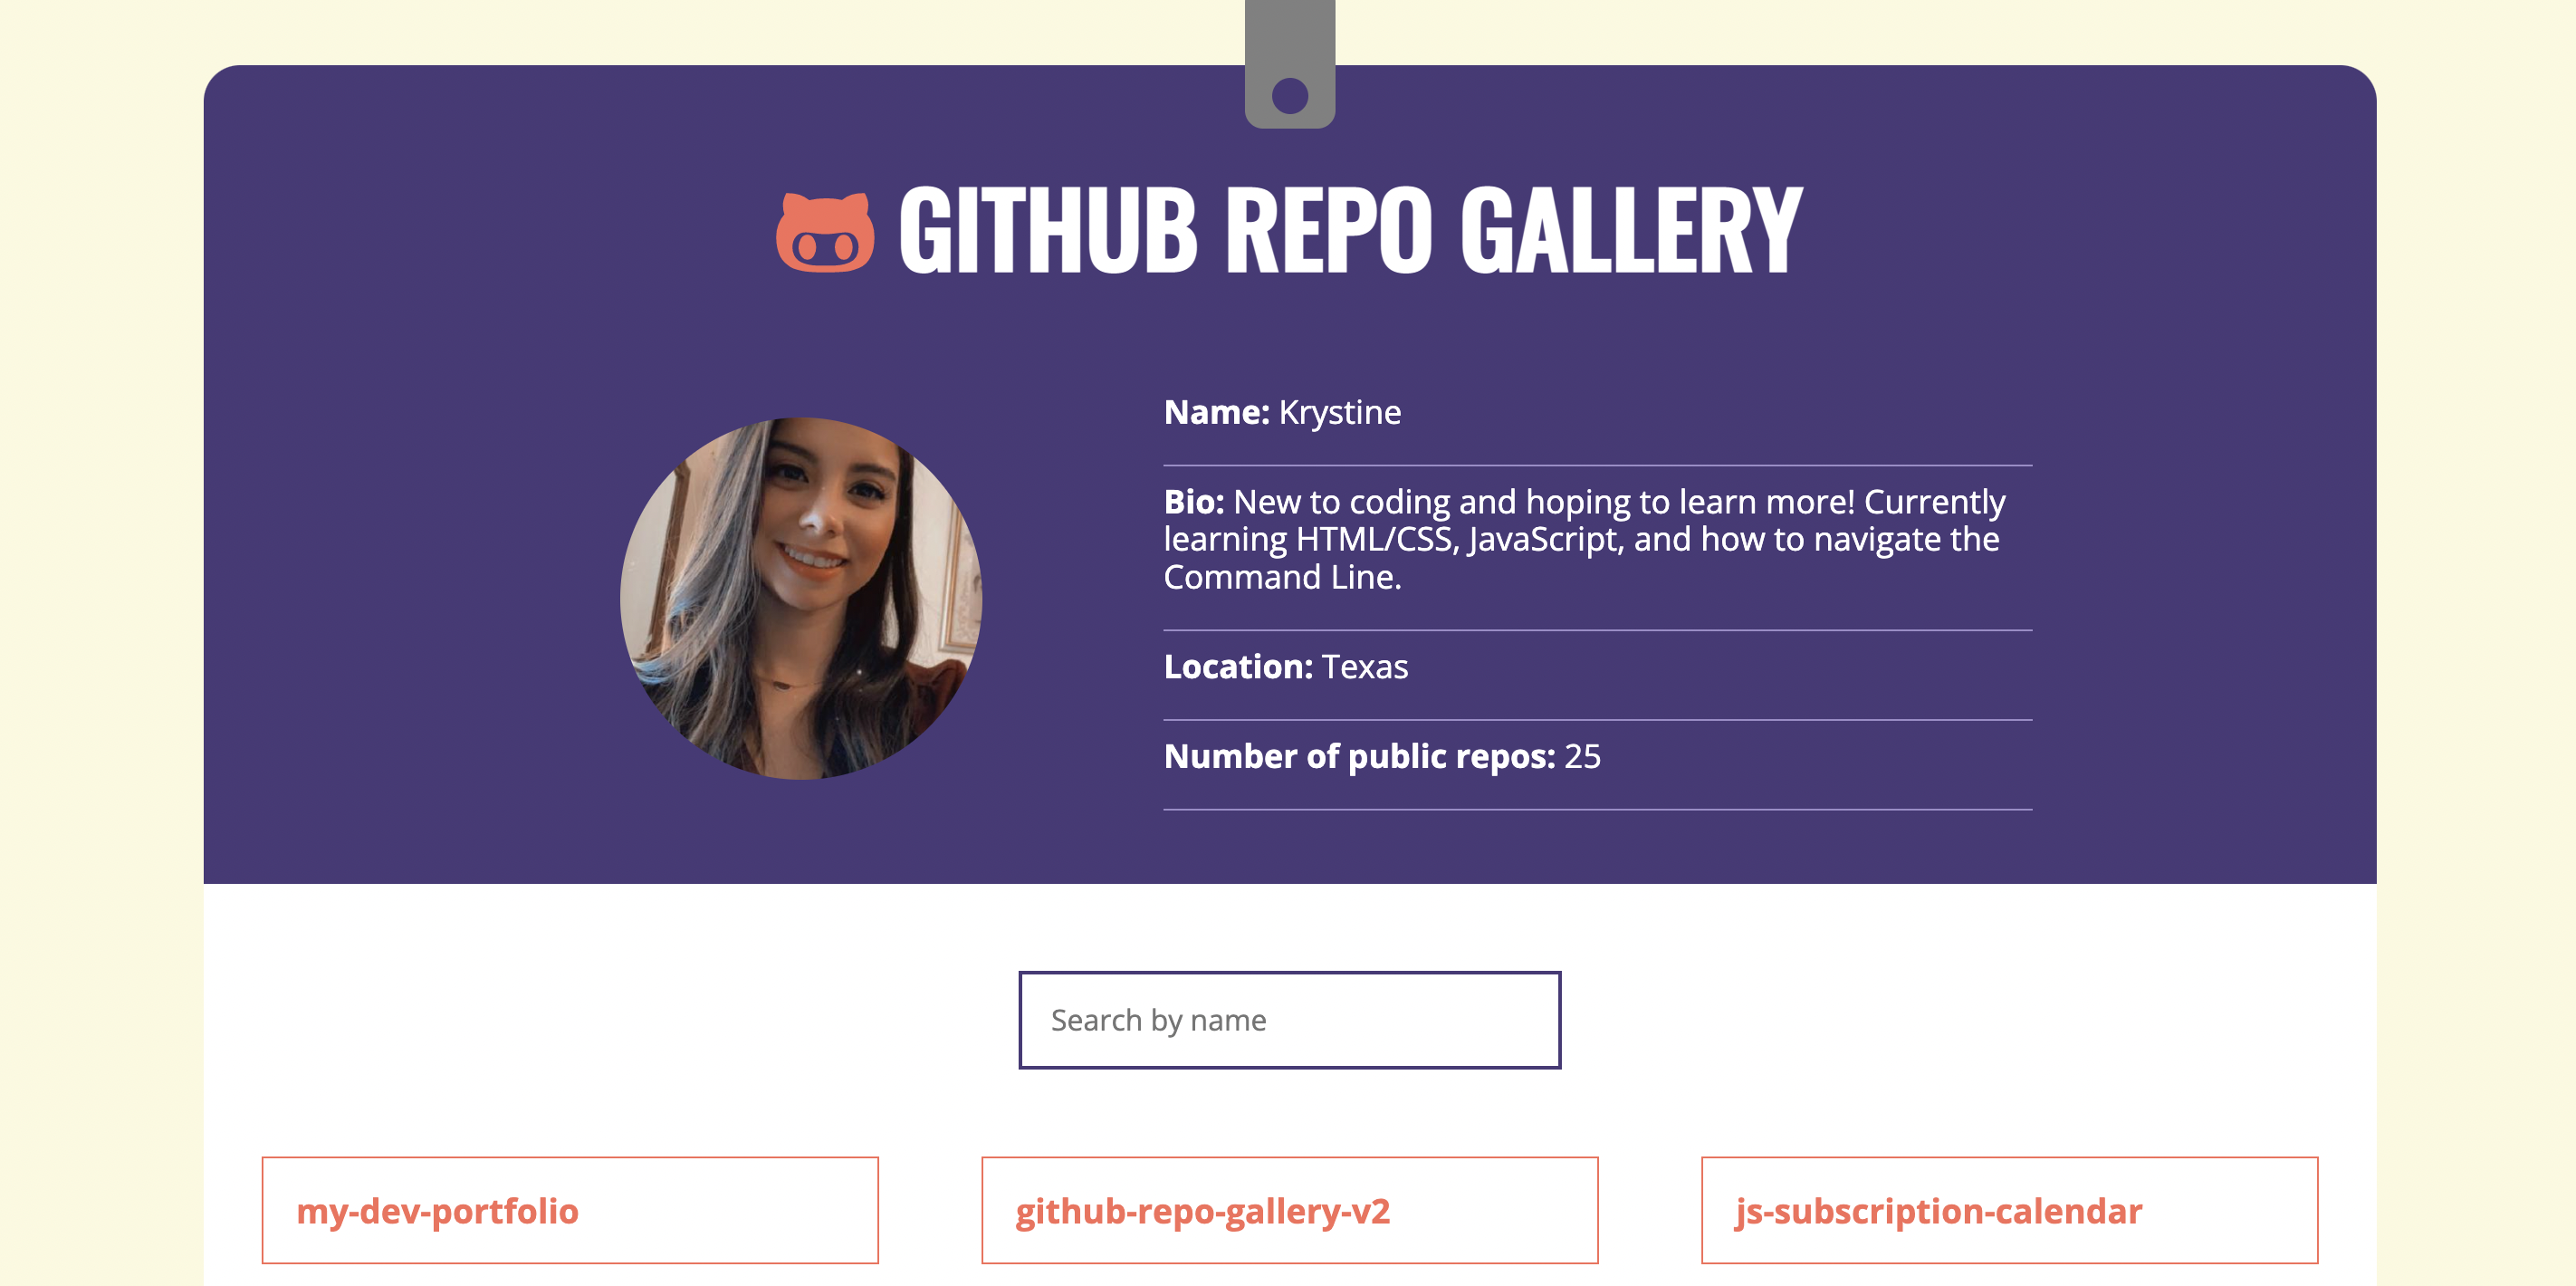 GITHUB REPO GALLERY
Name: Krystine
Bio: New to coding and hoping to learn more! Currently
learning HTML/CSS, JavaScript, and how to navigate the
Command Line.
Location: Texas
Number of public repos: 25
Search by name
my-dev-portfolio
github-repo-gallery-v2
js-subscription-calendar